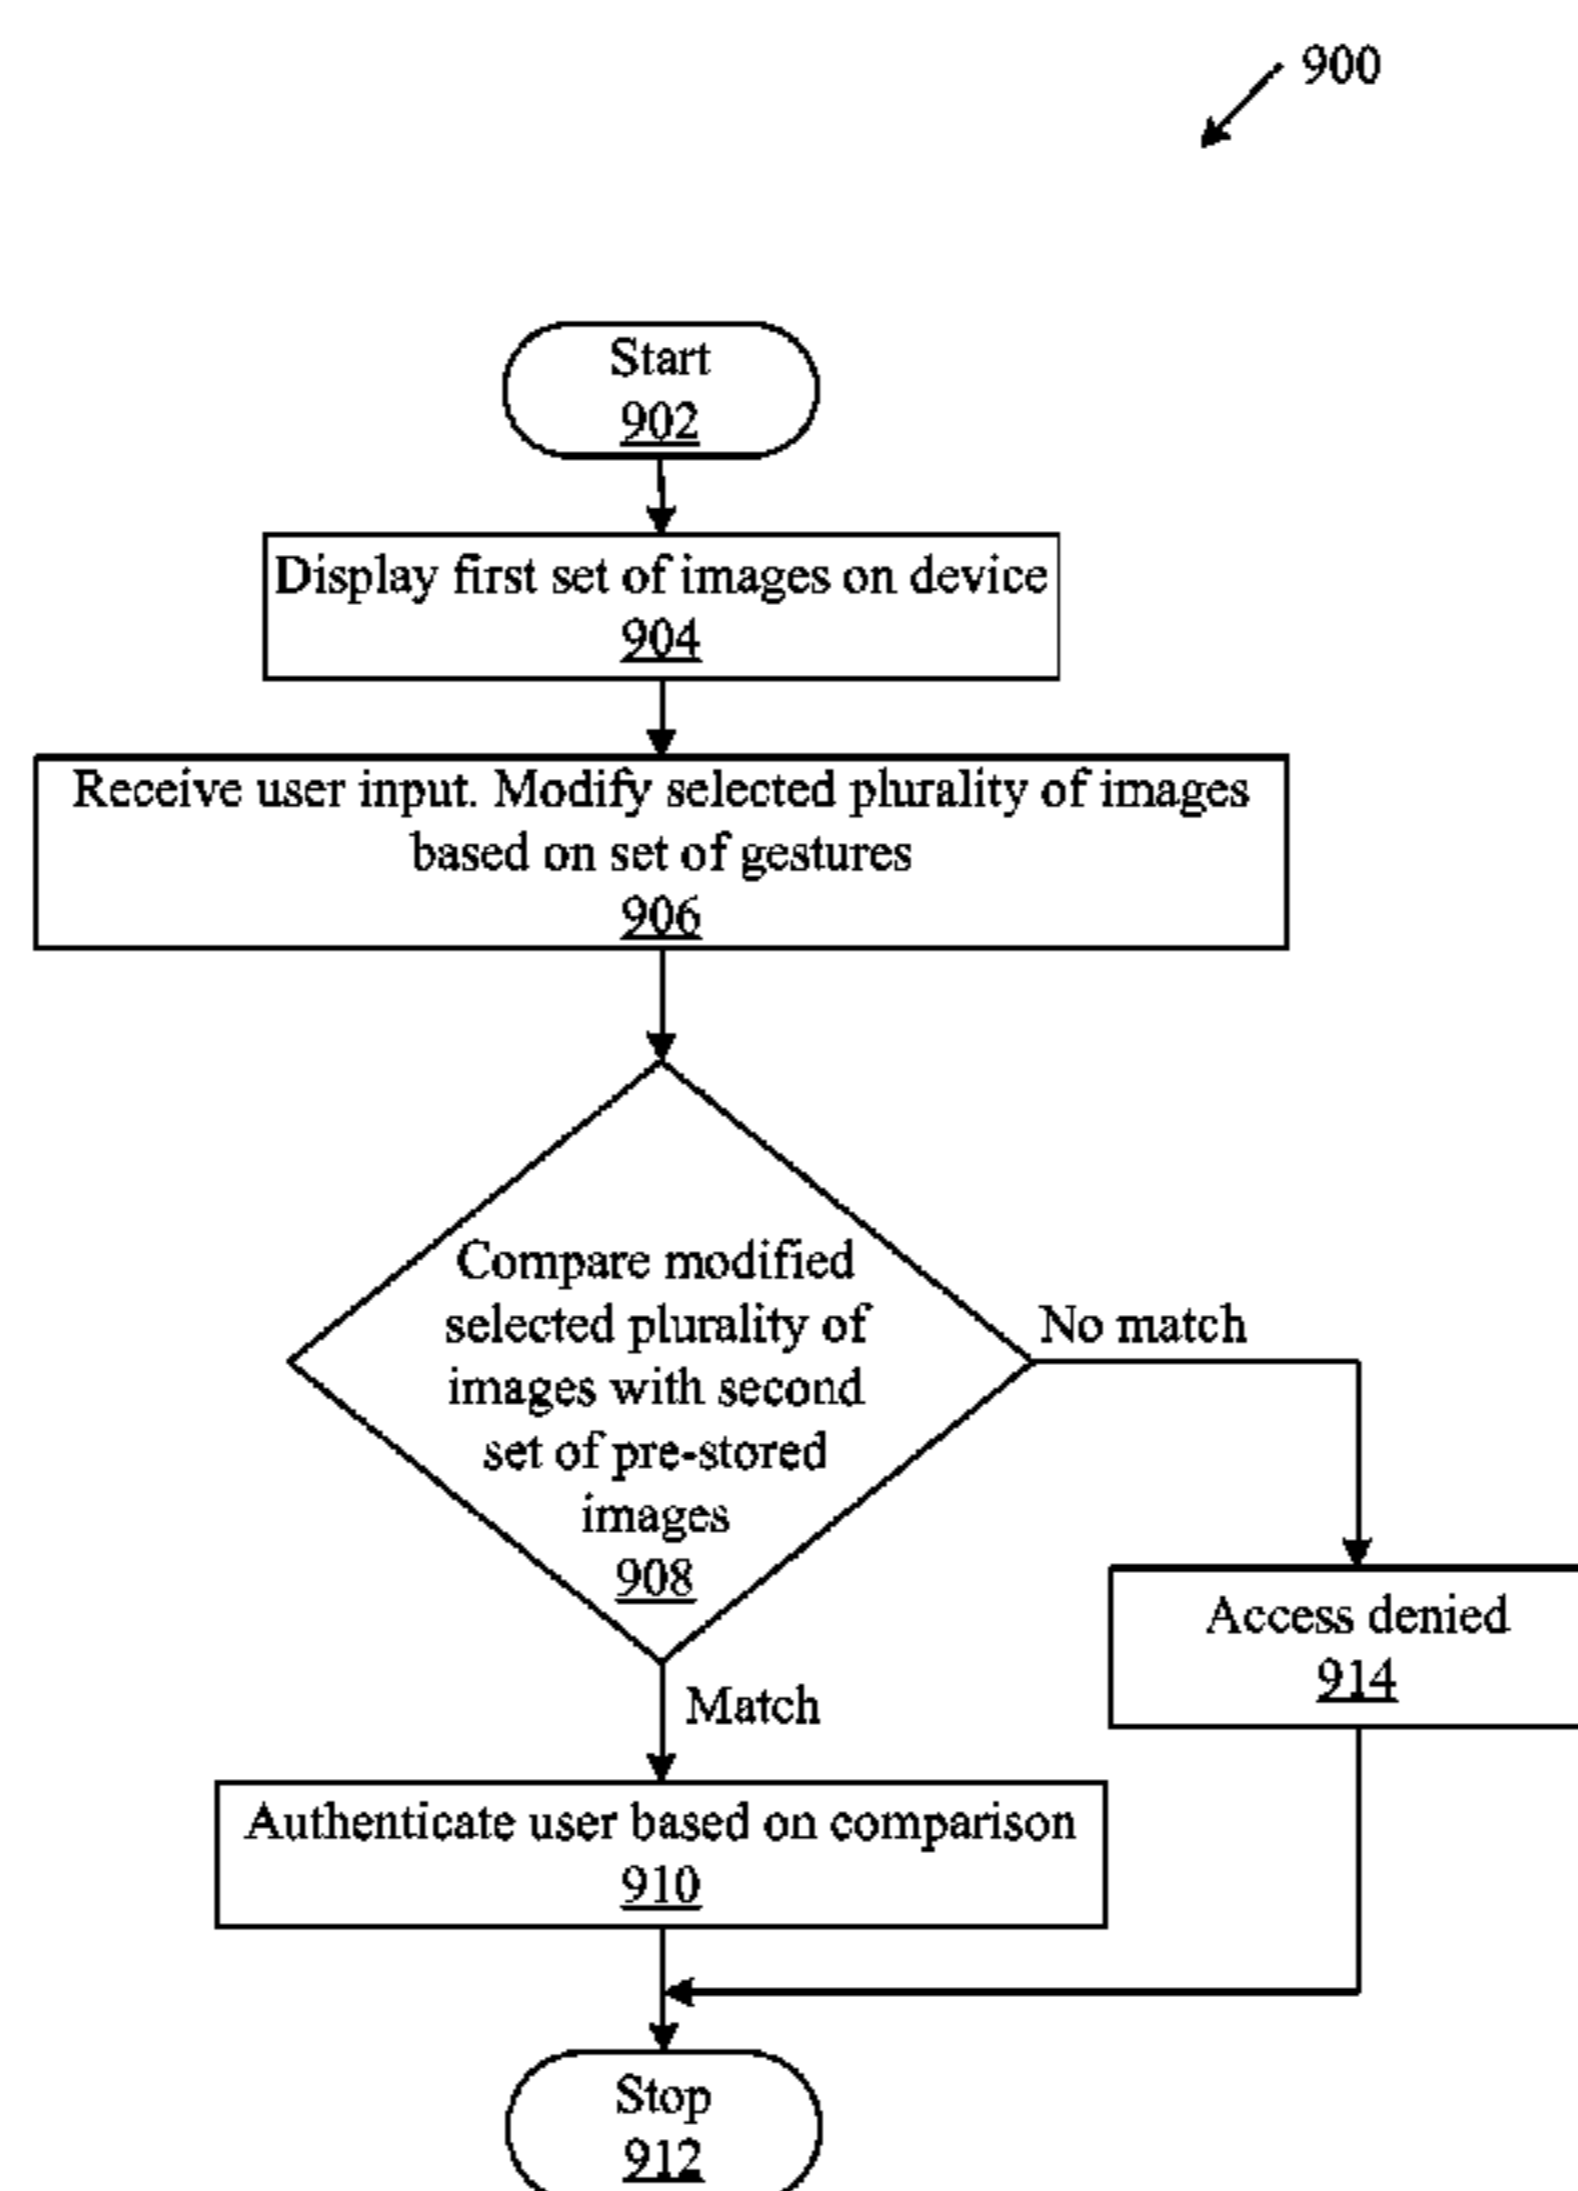 900
Start
902
Display first set of images on device
904
Receive user input. Modify selected plurality of images
based on set of gestures
906
Compare modified
selected plurality of
images with second
set of pre-stored
images
908
No match
Access denied
914
Match
Authenticate user based on comparison
910
Stop
912